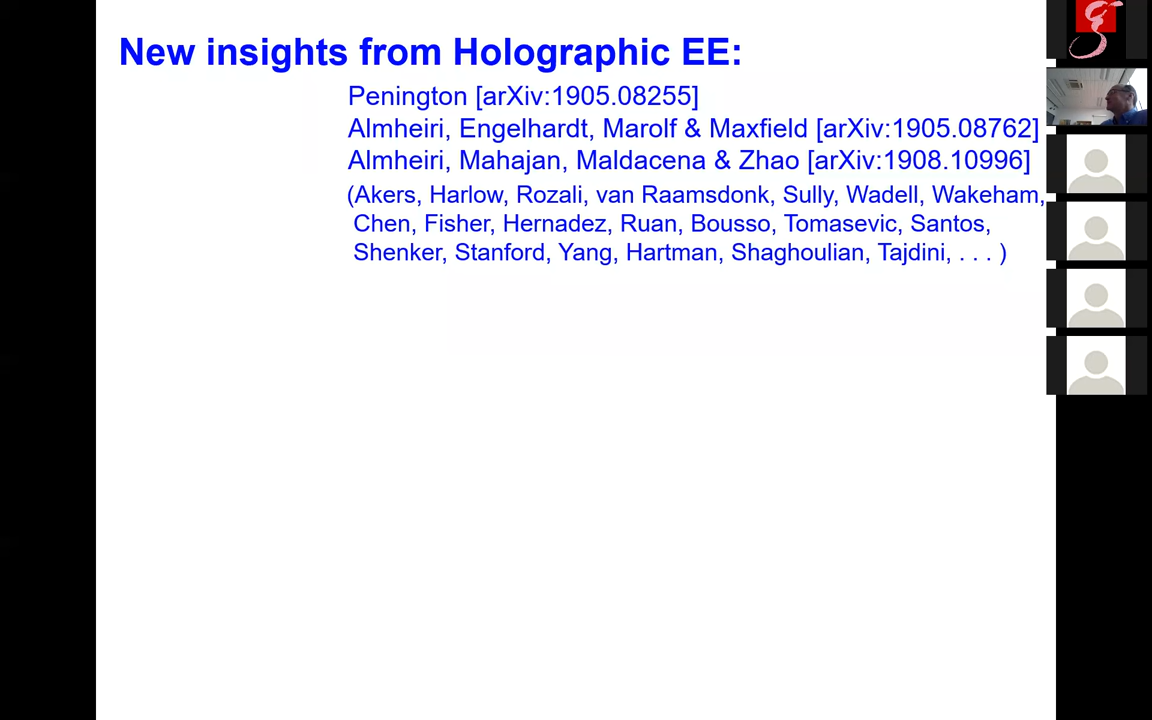 New insights from Holographic EE:
Penington [arXiv:1905.08255]
Almheiri, Engelhardt, Marolf & Maxfield [arXiv:1905.08762]
Almheiri, Mahajan, Maldacena & Zhao [arXiv:1908.10996]
(Akers, Harlow, Rozali, van Raamsdonk, Sully, Wadell, Wakeham,
Chen, Fisher, Hernadez, Ruan, Bousso, Tomasevic, Santos,
Shenker, Stanford, Yang, Hartman, Shaghoulian, Tajdini, . . . )